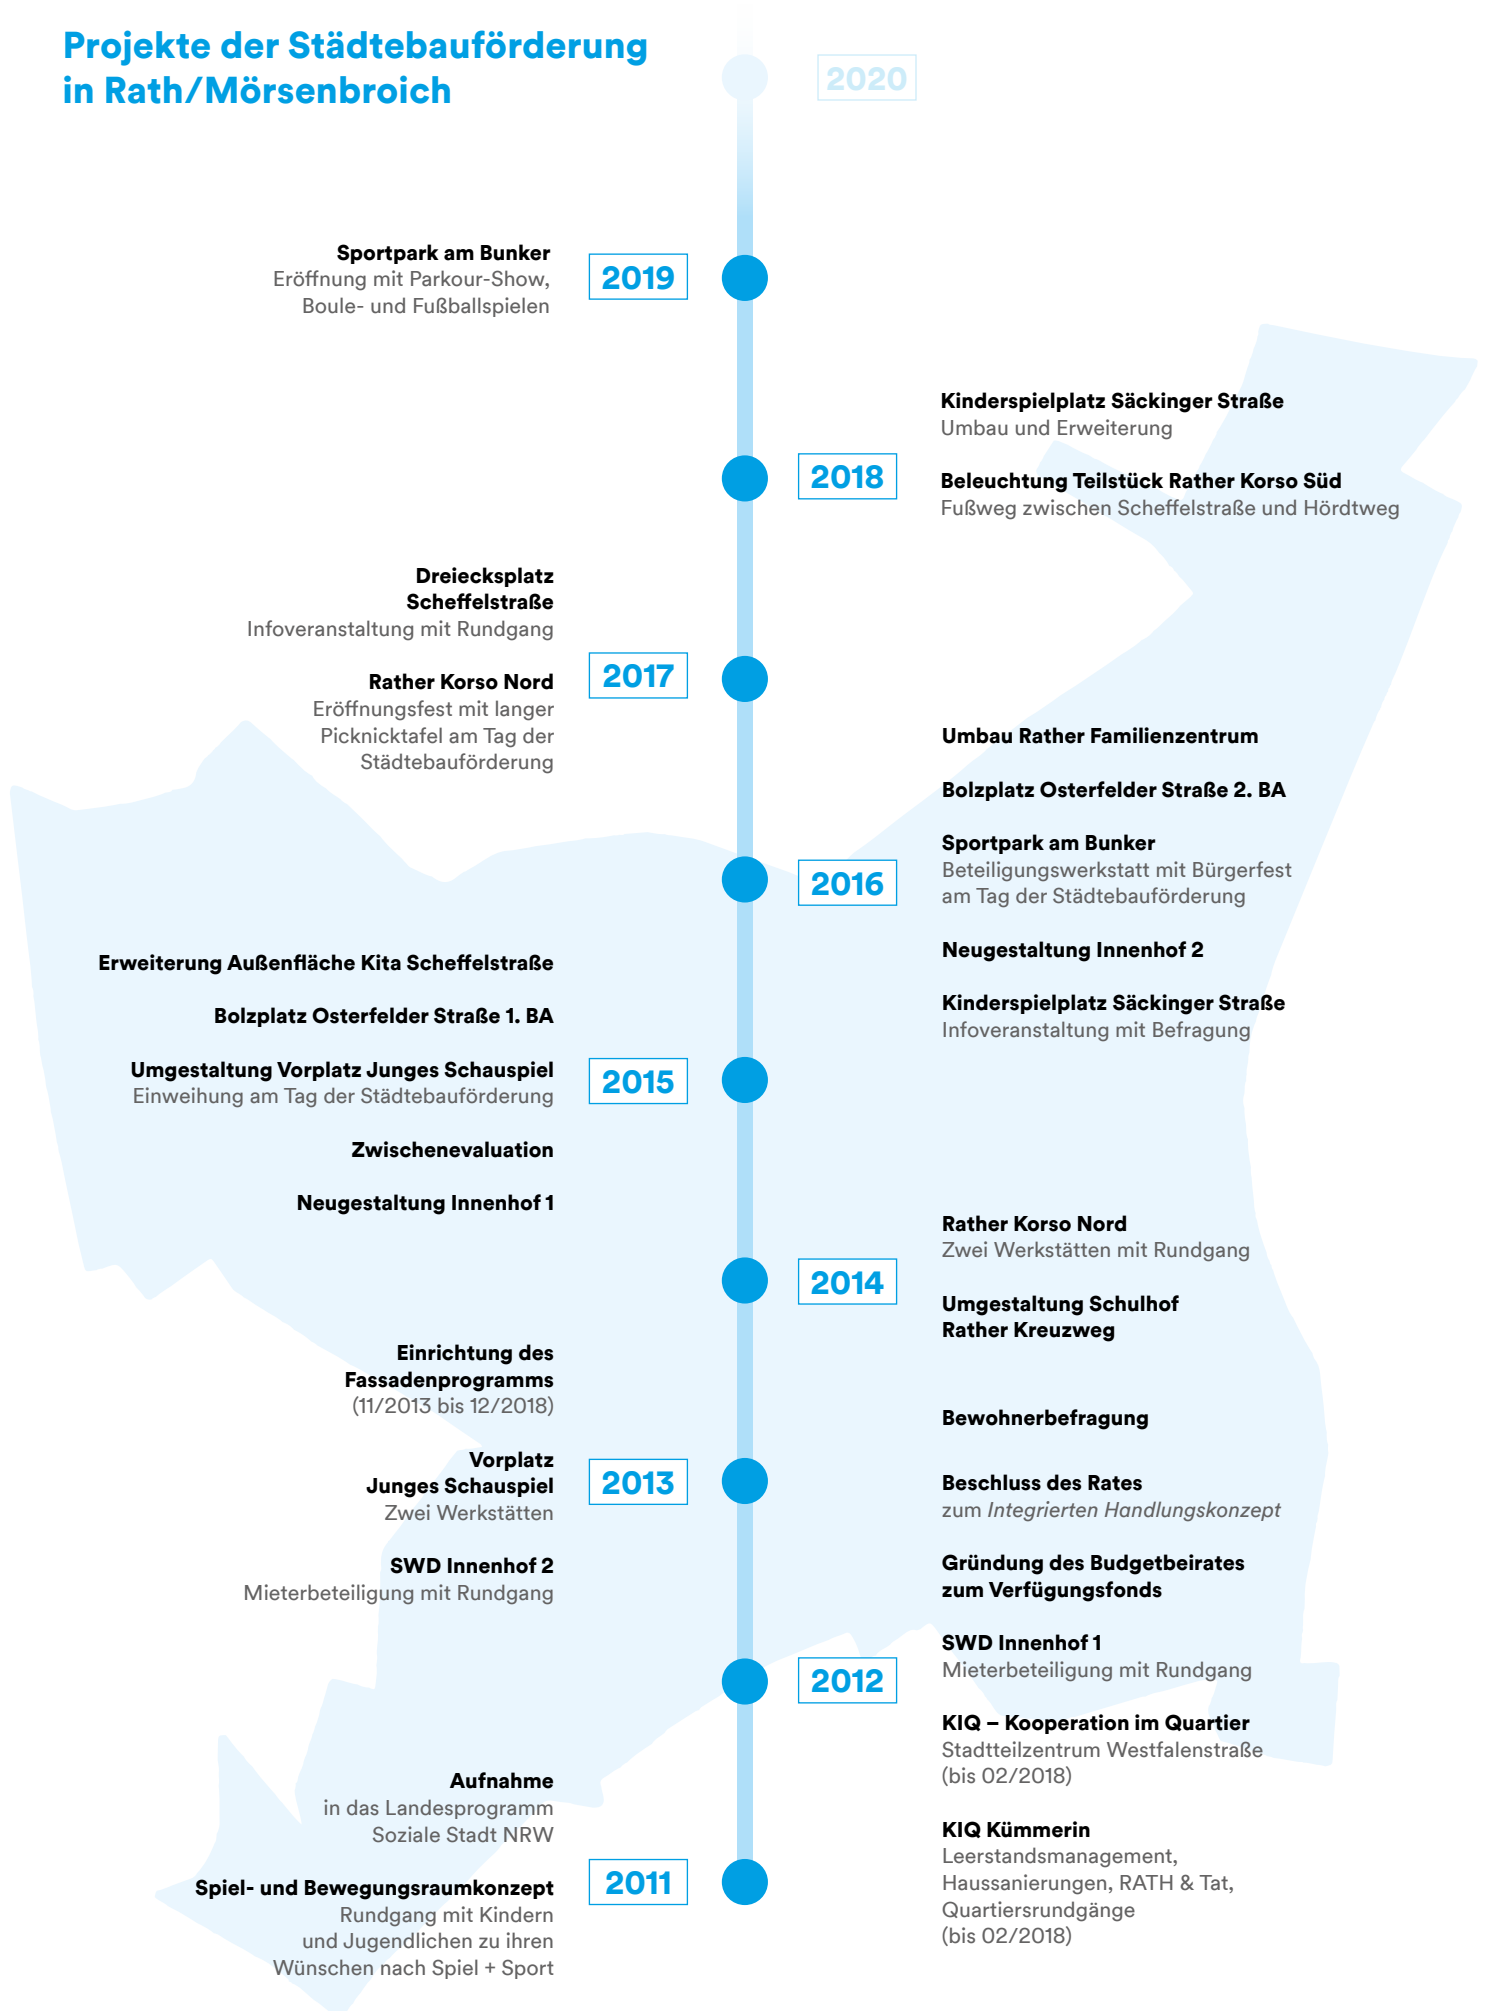 Projekte der Städtebauförderung
in Rath/Mörsenbroich
2020
Sportpark am Bunker
Eröffnung mit Parkour-Show,
Boule- und Fußballspielen
2019
Kinderspielplatz Säckinger Straße
Umbau und Erweiterung
Beleuchtung Teilstück Rather Korso Süd
Fußweg zwischen Scheffelstraße und Hördtweg
2018
Dreiecksplatz
Scheffelstraße
Infoveranstaltung mit Rundgang
Rather Korso Nord
Eröffnungsfest mit langer
Picknicktafel am Tag der
Städtebauförderung
2017
Umbau Rather Familienzentrum
Bolzplatz Osterfelder Straße 2. BA
Sportpark am Bunker
Beteiligungswerkstatt mit Bürgerfest
am Tag der Städtebauförderung
Neugestaltung Innenhof 2
Kinderspielplatz Säckinger Straße
Infoveranstaltung mit Befragung
2016
Erweiterung Außenfläche Kita Scheffelstraße
Bolzplatz Osterfelder Straße 1. BA
Umgestaltung Vorplatz Junges Schauspiel
Einweihung am Tag der Städtebauförderung
Zwischenevaluation
Neugestaltung Innenhof 1
2015
Rather Korso Nord
Zwei Werkstätten mit Rundgang
Umgestaltung Schulhof
Rather Kreuzweg
2014
Einrichtung des
Fassadenprogramms
(11/2013 bis 12/2018)
Vorplatz
Junges Schauspiel
Zwei Werkstätten
SWD Innenhof 2
Mieterbeteiligung mit Rundgang
2013
Bewohnerbefragung
Beschluss des Rates
zum Integrierten Handlungskonzept
Gründung des Budgetbeirates
zum Verfügungsfonds
SWD Innenhof 1
Mieterbeteiligung mit Rundgang
KIQ – Kooperation im Quartier
Stadtteilzentrum Westfalenstraße
(bis 02/2018)
KIQ Kümmerin
Leerstandsmanagement,
Haussanierungen, RATH & Tat,
Quartiersrundgänge
(bis 02/2018)
2012
Aufnahme
in das Landesprogramm
Soziale Stadt NRW
Spiel- und Bewegungsraumkonzept
Rundgang mit Kindern
und Jugendlichen zu ihren
Wünschen nach Spiel + Sport
2011